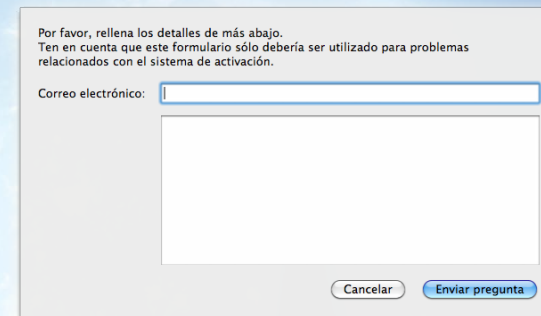 Por favor, rellena los detalles de más abajo.
Ten en cuenta que este formulario sólo debería ser utilizado para problemas
relacionados con el sistema de activación.
Correo electrónico:
Cancelar Enviar pregunta